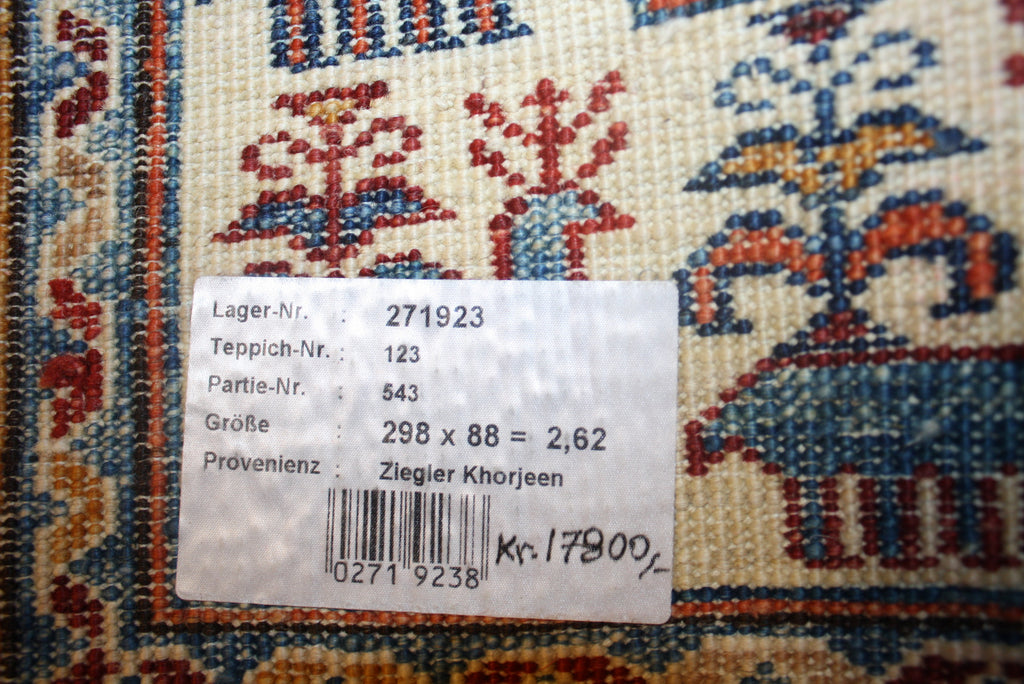 Lager-Nr. : 271923
Teppich-Nr. : 123
Partie-Nr. : 543
Größe : 298 x 88 = 2,62
Provenienz : Ziegler Khorjeen
0271 9238
Kr. 17800,-